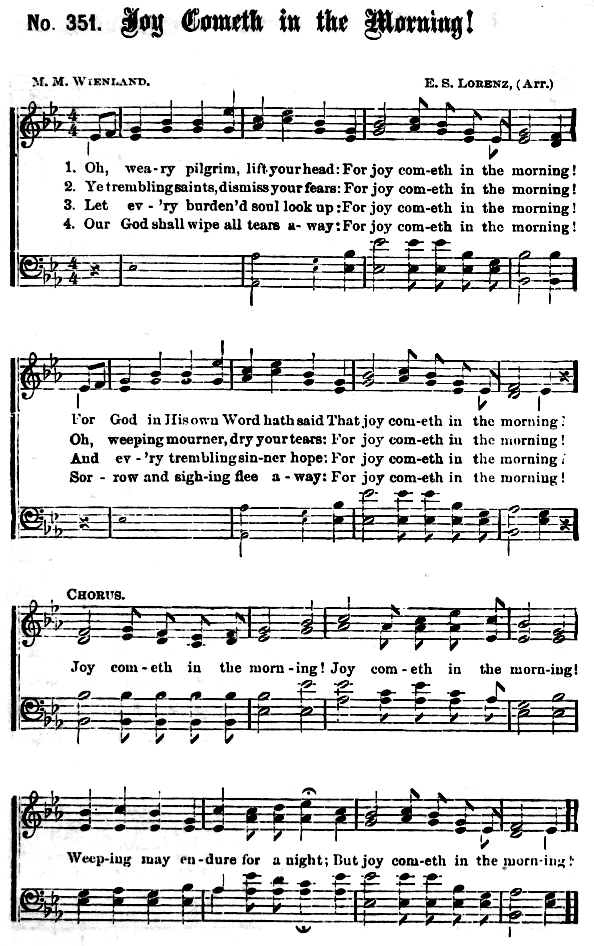 No. 351. Joy Cometh in the Morning!
M. M. WIENLAND. E. S. LORENZ, (Arr.)
1. Oh, wea-ry pilgrim, lift your head: For joy com-eth in the morning!
2. Ye trembling saints, dismiss your fears: For joy com-eth in the morning!
3. Let ev-'ry burden'd soul look up: For joy com-eth in the morning!
4. Our God shall wipe all tears a-way: For joy com-eth in the morning!
For God in His own Word hath said That joy com-eth in the morning!
Oh, weeping mourner, dry your tears: For joy com-eth in the morning!
And ev-'ry trembling sin-ner hope: For joy com-eth in the morning!
Sor-row and sigh-ing flee a-way: For joy com-eth in the morning!
CHORUS.
Joy com-eth in the morn-ing! Joy com-eth in the morn-ing!
Weep-ing may en-dure for a night; But joy com-eth in the morn-ing!